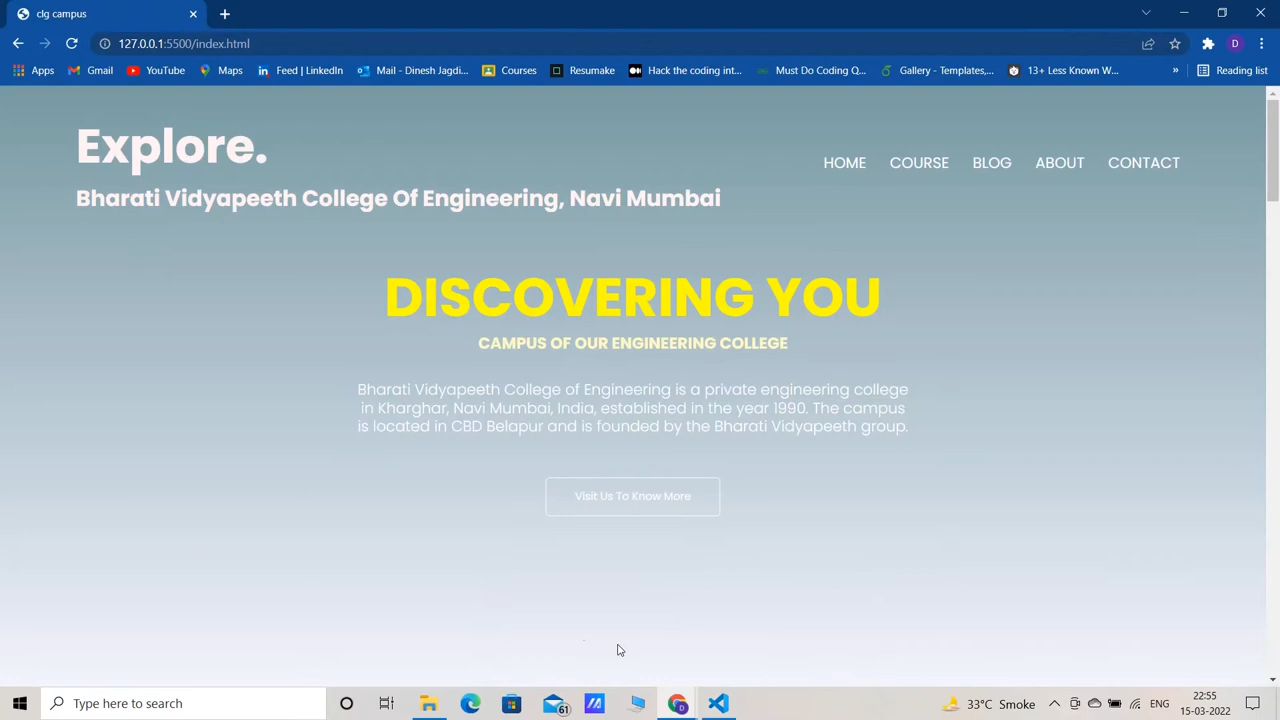 clg campus
127.0.0.1:5500/index.html
Apps Gmail YouTube Maps Feed | LinkedIn Mail - Dinesh Jagdi... Courses Resumake Hack the coding int... Must Do Coding Q... Gallery - Templates,... 13+ Less Known W... » Reading list
Explore.
HOME COURSE BLOG ABOUT CONTACT
Bharati Vidyapeeth College Of Engineering, Navi Mumbai
DISCOVERING YOU
CAMPUS OF OUR ENGINEERING COLLEGE
Bharati Vidyapeeth College of Engineering is a private engineering college
in Kharghar, Navi Mumbai, India, established in the year 1990. The campus
is located in CBD Belapur and is founded by the Bharati Vidyapeeth group.
Visit Us To Know More
Type here to search
61
33°C Smoke
ENG
22:55
15-03-2022